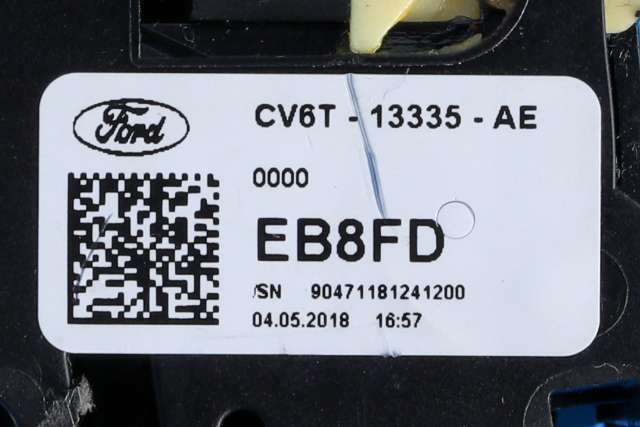 Ford
CV6T - 13335 - AE
0000
EB8FD
/SN 90471181241200
04.05.2018 16:57